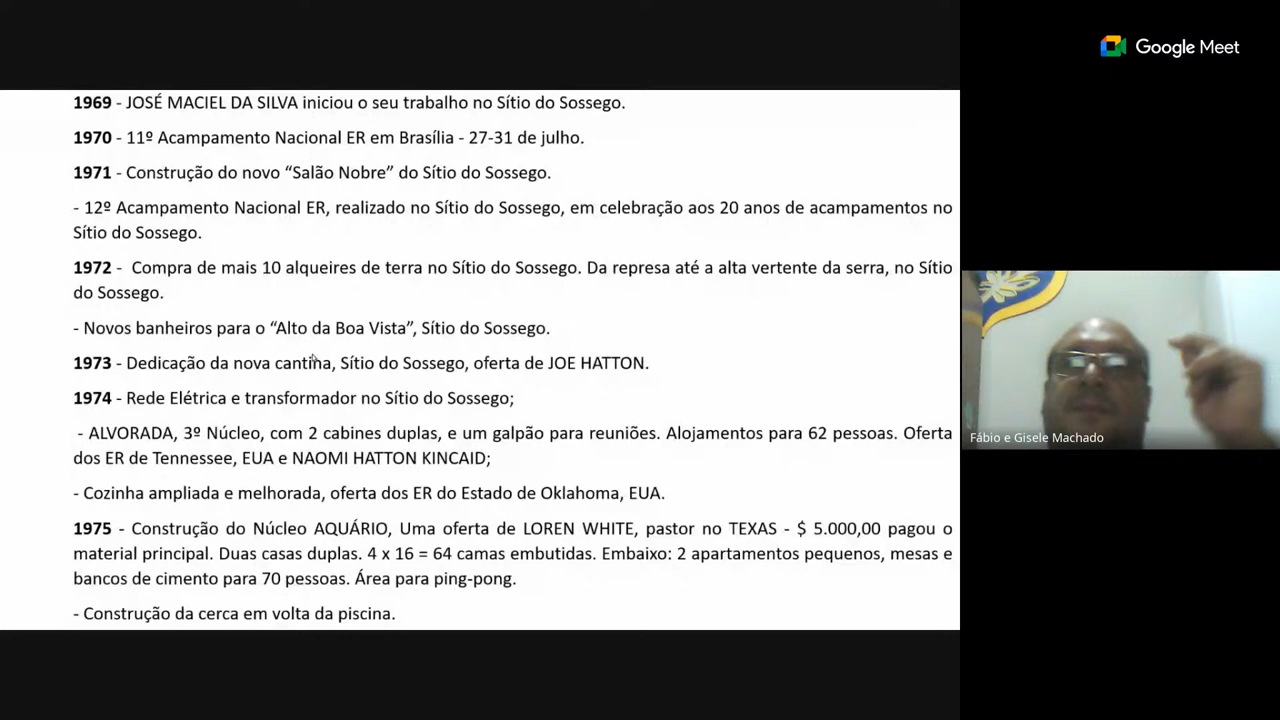 Google Meet
1969 - JOSÉ MACIEL DA SILVA iniciou o seu trabalho no Sítio do Sossego.
1970 - 11º Acampamento Nacional ER em Brasília - 27-31 de julho.
1971 - Construção do novo “Salão Nobre” do Sítio do Sossego.
- 12º Acampamento Nacional ER, realizado no Sítio do Sossego, em celebração aos 20 anos de acampamentos no
Sítio do Sossego.
1972 - Compra de mais 10 alqueires de terra no Sítio do Sossego. Da represa até a alta vertente da serra, no Sítio
do Sossego.
- Novos banheiros para o “Alto da Boa Vista”, Sítio do Sossego.
1973 - Dedicação da nova cantina, Sítio do Sossego, oferta de JOE HATTON.
1974 - Rede Elétrica e transformador no Sítio do Sossego;
- ALVORADA, 3º Núcleo, com 2 cabines duplas, e um galpão para reuniões. Alojamentos para 62 pessoas. Oferta
dos ER de Tennessee, EUA e NAOMI HATTON KINCAID;
- Cozinha ampliada e melhorada, oferta dos ER do Estado de Oklahoma, EUA.
1975 - Construção do Núcleo AQUÁRIO, Uma oferta de LOREN WHITE, pastor no TEXAS - $ 5.000,00 pagou o
material principal. Duas casas duplas. 4 x 16 = 64 camas embutidas. Embaixo: 2 apartamentos pequenos, mesas e
bancos de cimento para 70 pessoas. Área para ping-pong.
- Construção da cerca em volta da piscina.
Fábio e Gisele Machado